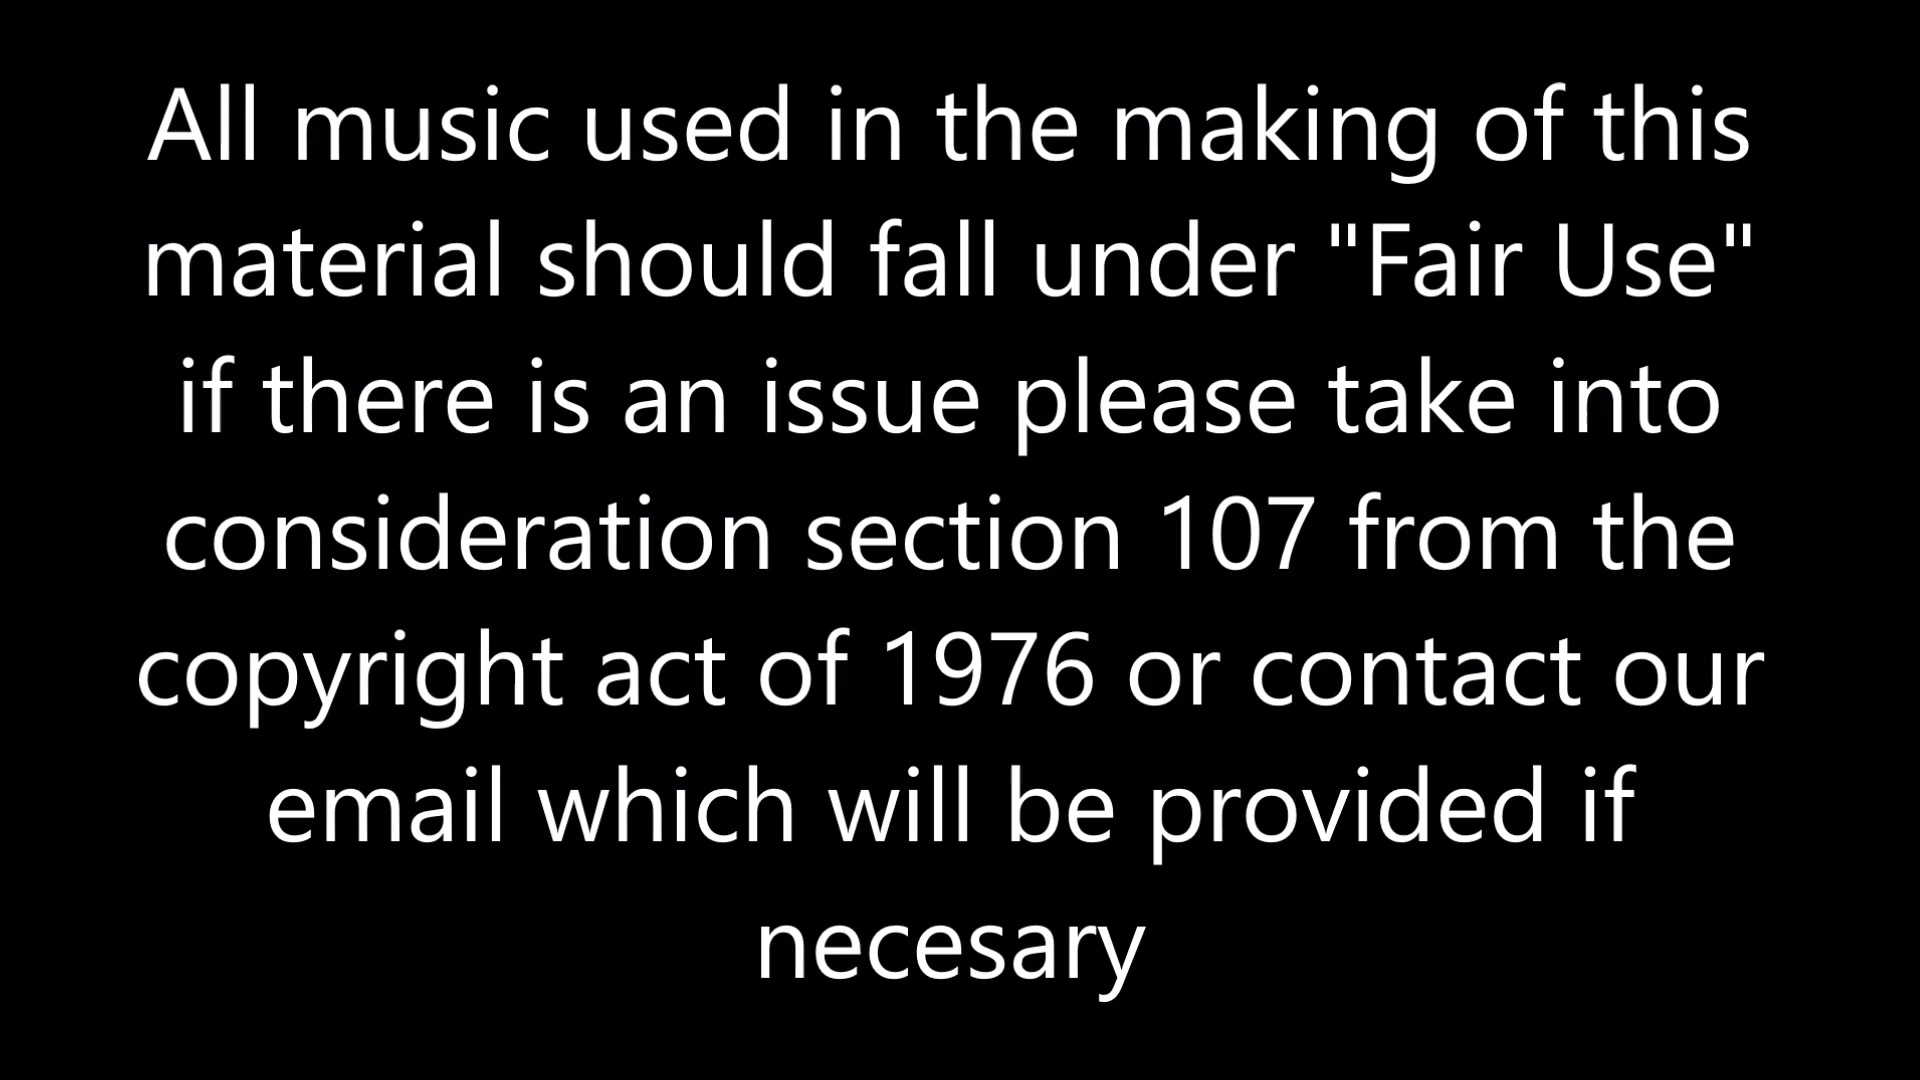 All music used in the making of this
material should fall under "Fair Use"
if there is an issue please take into
consideration section 107 from the
copyright act of 1976 or contact our
email which will be provided if
necesary